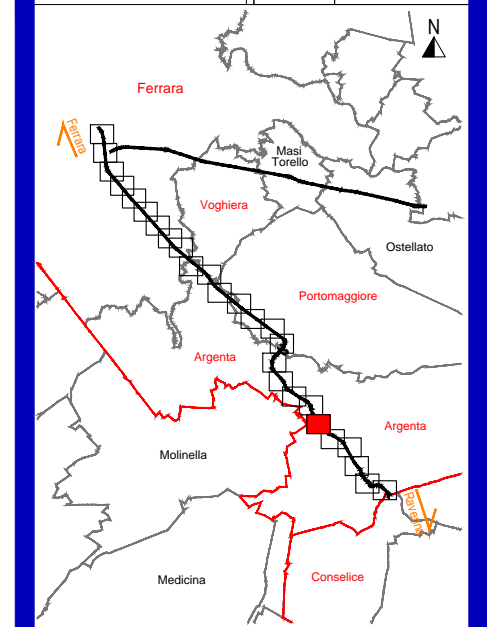 N
Ferrara
Ferrara
Masi
Torello
Voghiera
Ostellato
Portomaggiore
Argenta
Argenta
Molinella
Ravenna
Medicina
Conselice